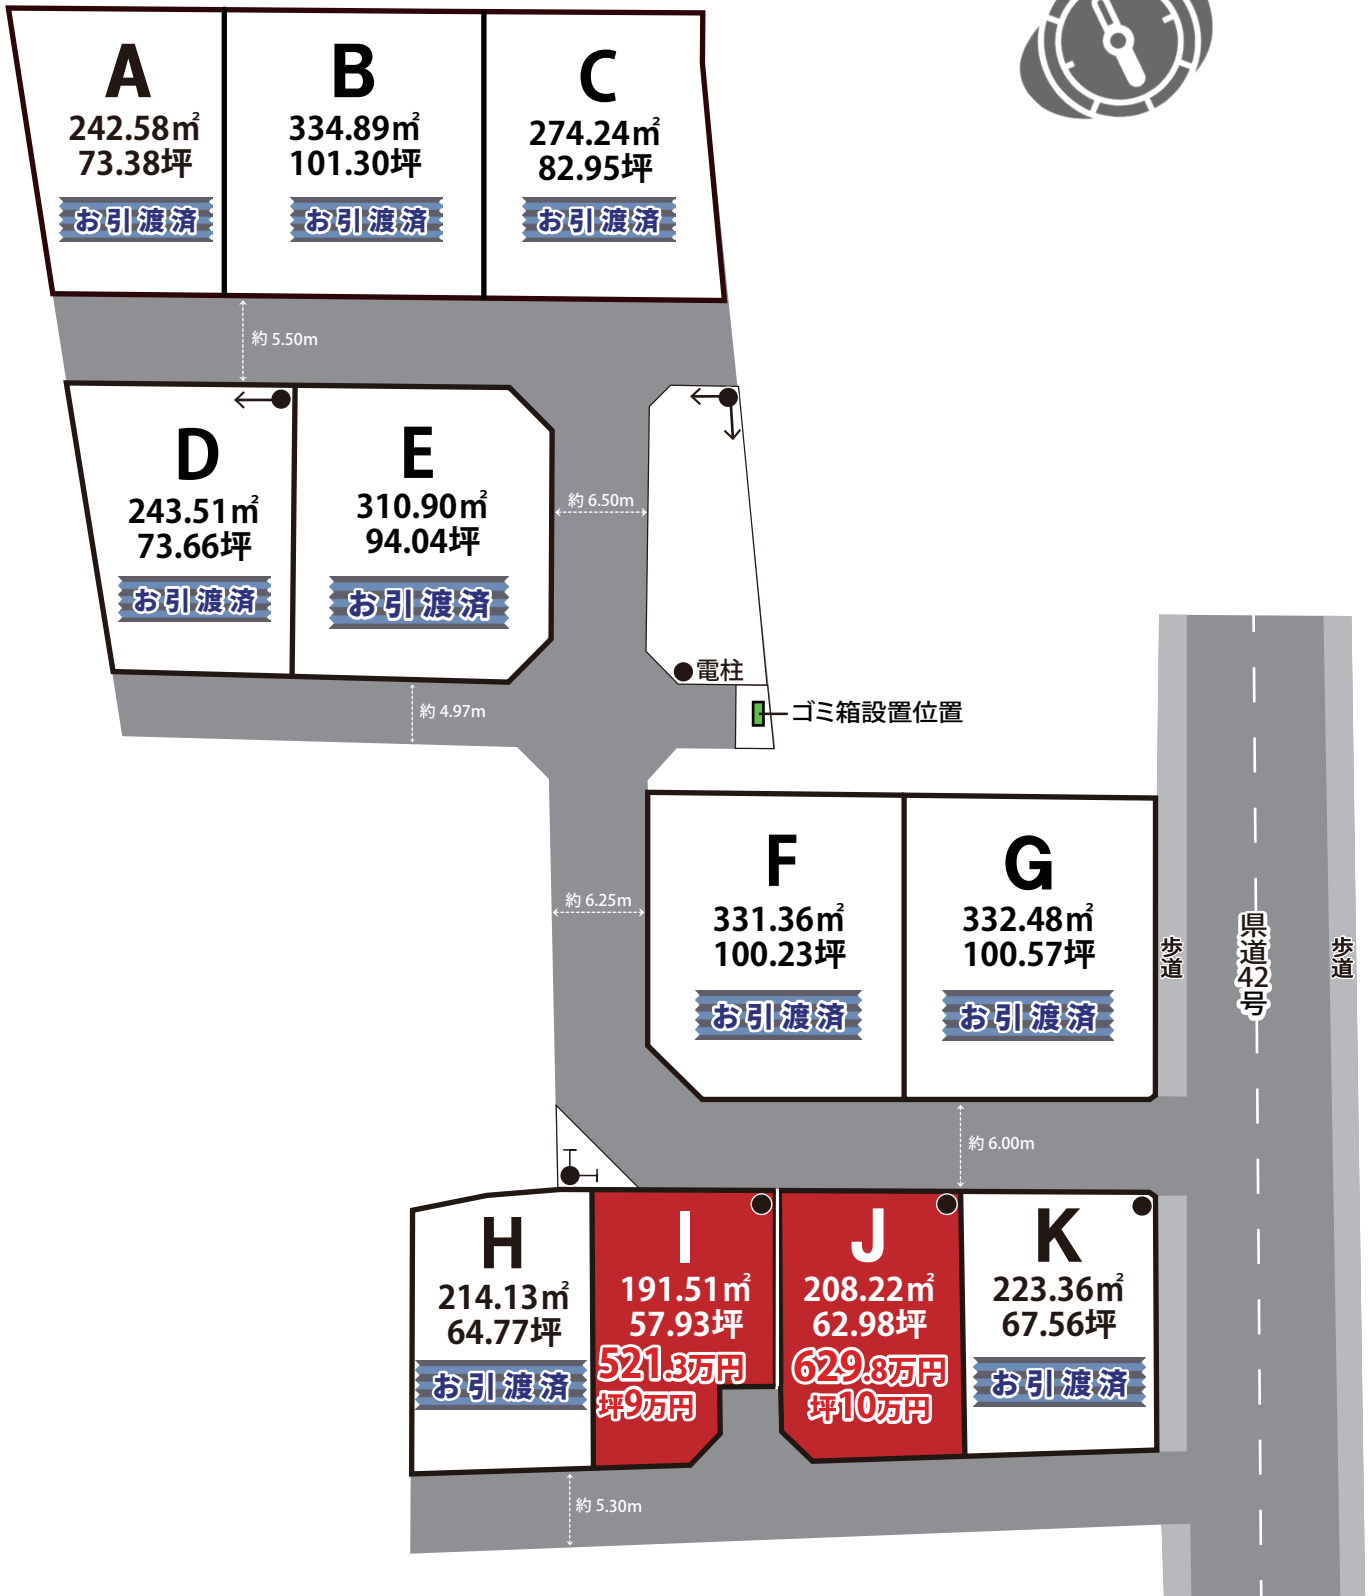 A
242.58㎡
73.38坪
お引渡済
B
334.89㎡
101.30坪
お引渡済
C
274.24㎡
82.95坪
お引渡済
約 5.50m
D
243.51㎡
73.66坪
お引渡済
E
310.90㎡
94.04坪
お引渡済
約 6.50m
電柱
ゴミ箱設置位置
約 4.97m
F
331.36㎡
100.23坪
お引渡済
G
332.48㎡
100.57坪
お引渡済
約 6.25m
歩道
県道42号
歩道
約 6.00m
H
214.13㎡
64.77坪
お引渡済
I
191.51㎡
57.93坪
521.3万円
坪9万円
J
208.22㎡
62.98坪
629.8万円
坪10万円
K
223.36㎡
67.56坪
お引渡済
約 5.30m